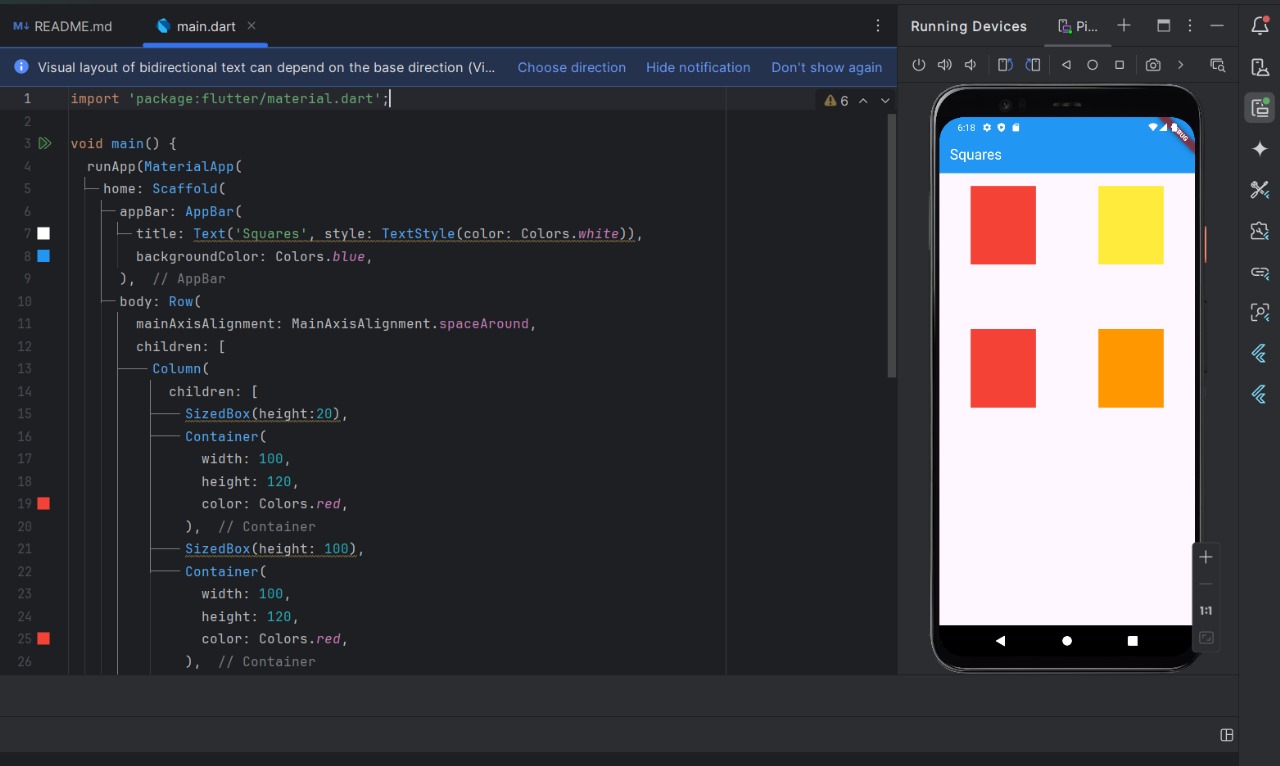 README.md
main.dart
Running Devices
Pi...
Visual layout of bidirectional text can depend on the base direction (Vi...
Choose direction
Hide notification
Don't show again
6
1 import 'package:flutter/material.dart';
2
3 void main() {
4 runApp(MaterialApp(
5 home: Scaffold(
6 appBar: AppBar(
7 title: Text('Squares', style: TextStyle(color: Colors.white)),
8 backgroundColor: Colors.blue,
9 ), // AppBar
10 body: Row(
11 mainAxisAlignment: MainAxisAlignment.spaceAround,
12 children: [
13 Column(
14 children: [
15 SizedBox(height:20),
16 Container(
17 width: 100,
18 height: 120,
19 color: Colors.red,
20 ), // Container
21 SizedBox(height: 100),
22 Container(
23 width: 100,
24 height: 120,
25 color: Colors.red,
26 ), // Container
6:18
Squares
1:1